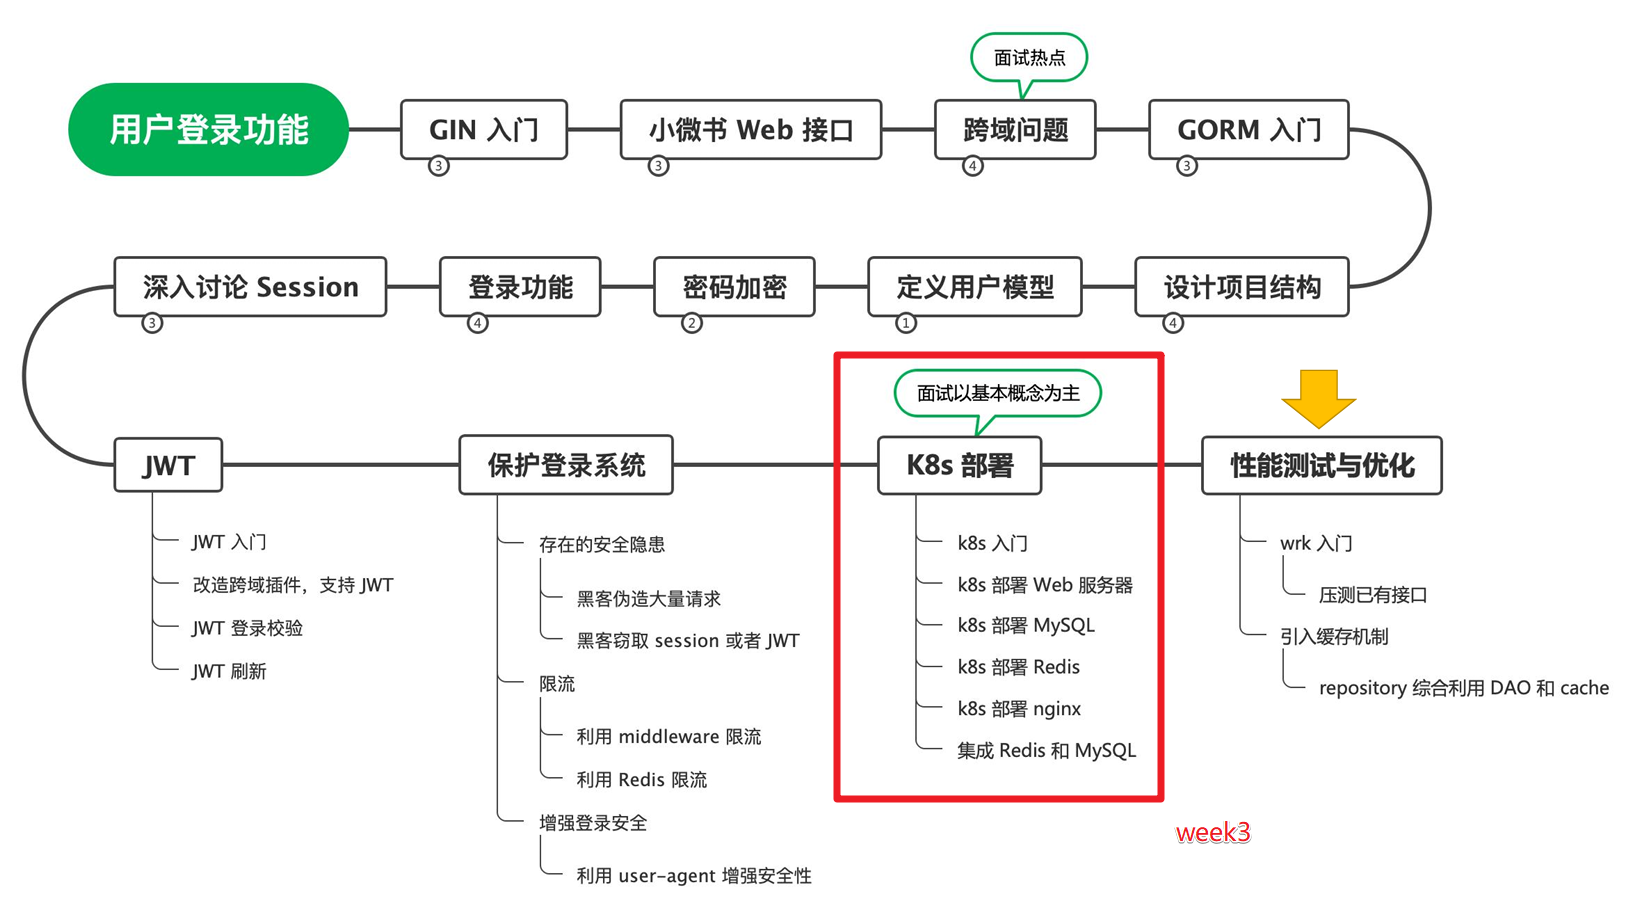 面试热点
用户登录功能
GIN 入门
小微书 Web 接口
跨域问题
GORM 入门
3
3
4
3
深入讨论 Session
登录功能
密码加密
定义用户模型
设计项目结构
3
4
2
1
4
面试以基本概念为主
JWT
保护登录系统
K8s 部署
性能测试与优化
JWT 入门
改造跨域插件，支持 JWT
JWT 登录校验
JWT 刷新
存在的安全隐患
黑客伪造大量请求
黑客窃取 session 或者 JWT
限流
利用 middleware 限流
利用 Redis 限流
增强登录安全
利用 user-agent 增强安全性
k8s 入门
k8s 部署 Web 服务器
k8s 部署 MySQL
k8s 部署 Redis
k8s 部署 nginx
集成 Redis 和 MySQL
wrk 入门
压测已有接口
引入缓存机制
repository 综合利用 DAO 和 cache
week3